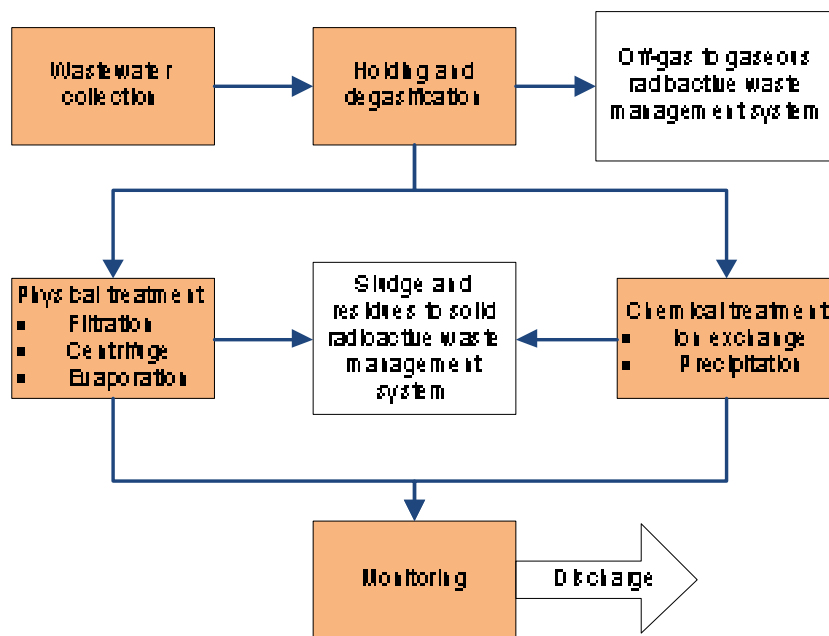 Wastewater
collection
Holding and
degasification
Off-gas to gaseous
radioactive waste
management system
Physical treatment
▪ Filtration
▪ Centrifuge
▪ Evaporation
Sludge and
residues to solid
radioactive waste
management
system
Chemical treatment
▪ Ion exchange
▪ Precipitation
Monitoring
Discharge